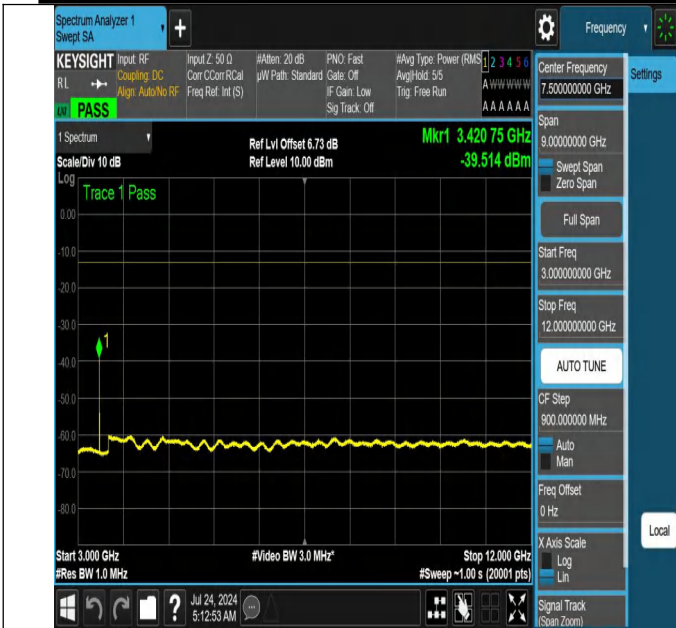 Spectrum Analyzer 1
Swept SA
+
Frequency
KEYSIGHT
RL
PASS
Input: RF
Coupling: DC
Align: Auto/No RF
Input Z: 50 Ω
Corr CCorr RCal
Freq Ref: Int (S)
#Atten: 20 dB
µW Path: Standard
PNO: Fast
Gate: Off
IF Gain: Low
Sig Track: Off
#Avg Type: Power (RMS
Avg|Hold: 5/5
Trig: Free Run
1 2 3 4 5 6
A W W W W W
A A A A A A
Center Frequency
7.500000000 GHz
Settings
Span
9.00000000 GHz
Swept Span
Zero Span
Full Span
Start Freq
3.000000000 GHz
Stop Freq
12.000000000 GHz
AUTO TUNE
CF Step
900.000000 MHz
Auto
Man
Freq Offset
0 Hz
X Axis Scale
Log
Lin
Local
Signal Track
(Span Zoom)
1 Spectrum
Scale/Div 10 dB
Ref Lvl Offset 6.73 dB
Ref Level 10.00 dBm
Mkr1 3.420 75 GHz
-39.514 dBm
Log
Trace 1 Pass
0.00
-10.0
-20.0
-30.0
1
-40.0
-50.0
-60.0
-70.0
-80.0
Start 3.000 GHz
#Res BW 1.0 MHz
#Video BW 3.0 MHz*
Stop 12.000 GHz
#Sweep ~1.00 s (20001 pts)
?
Jul 24, 2024
5:12:53 AM